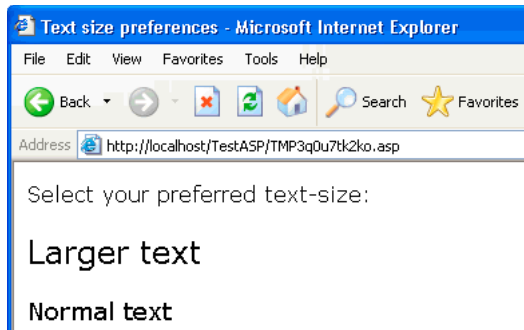 Text size preferences - Microsoft Internet Explorer
File Edit View Favorites Tools Help
Back Search Favorites
Address http://localhost/TestASP/TMP3q0u7tk2ko.asp
Select your preferred text-size:
Larger text
Normal text